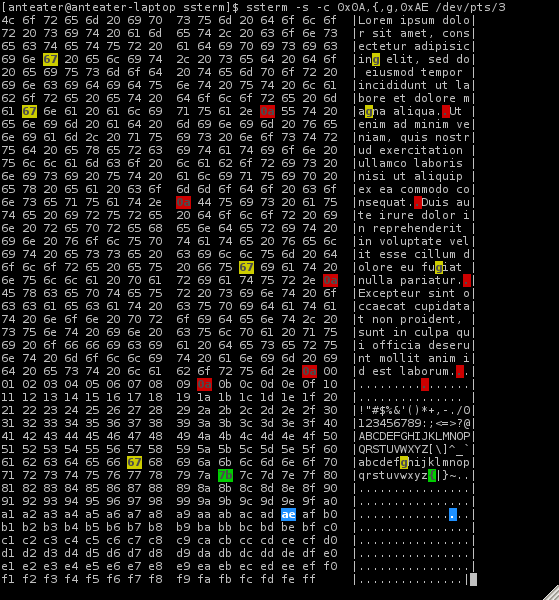 [anteater@anteater-laptop ssterm]$ ssterm -s -c 0x0A,{,g,0xAE /dev/pts/3
4c 6f 72 65 6d 20 69 70  73 75 6d 20 64 6f 6c 6f  |Lorem ipsum dolo|
72 20 73 69 74 20 61 6d  65 74 2c 20 63 6f 6e 73  |r sit amet, cons|
65 63 74 65 74 75 72 20  61 64 69 70 69 73 69 63  |ectetur adipisic|
69 6e 67 20 65 6c 69 74  2c 20 73 65 64 20 64 6f  |ing elit, sed do|
20 65 69 75 73 6d 6f 64  20 74 65 6d 70 6f 72 20  | eiusmod tempor |
69 6e 63 69 64 69 64 75  6e 74 20 75 74 20 6c 61  |incididunt ut la|
62 6f 72 65 20 65 74 20  64 6f 6c 6f 72 65 20 6d  |bore et dolore m|
61 67 6e 61 20 61 6c 69  71 75 61 2e 0a 55 74 20  |agna aliqua..Ut |
65 6e 69 6d 20 61 64 20  6d 69 6e 69 6d 20 76 65  |enim ad minim ve|
6e 69 61 6d 2c 20 71 75  69 73 20 6e 6f 73 74 72  |niam, quis nostr|
75 64 20 65 78 65 72 63  69 74 61 74 69 6f 6e 20  |ud exercitation |
75 6c 6c 61 6d 63 6f 20  6c 61 62 6f 72 69 73 20  |ullamco laboris |
6e 69 73 69 20 75 74 20  61 6c 69 71 75 69 70 20  |nisi ut aliquip |
65 78 20 65 61 20 63 6f  6d 6d 6f 64 6f 20 63 6f  |ex ea commodo co|
6e 73 65 71 75 61 74 2e  0a 44 75 69 73 20 61 75  |nsequat..Duis au|
74 65 20 69 72 75 72 65  20 64 6f 6c 6f 72 20 69  |te irure dolor i|
6e 20 72 65 70 72 65 68  65 6e 64 65 72 69 74 20  |n reprehenderit |
69 6e 20 76 6f 6c 75 70  74 61 74 65 20 76 65 6c  |in voluptate vel|
69 74 20 65 73 73 65 20  63 69 6c 6c 75 6d 20 64  |it esse cillum d|
6f 6c 6f 72 65 20 65 75  20 66 75 67 69 61 74 20  |olore eu fugiat |
6e 75 6c 6c 61 20 70 61  72 69 61 74 75 72 2e 0a  |nulla pariatur..|
45 78 63 65 70 74 65 75  72 20 73 69 6e 74 20 6f  |Excepteur sint o|
63 63 61 65 63 61 74 20  63 75 70 69 64 61 74 61  |ccaecat cupidata|
74 20 6e 6f 6e 20 70 72  6f 69 64 65 6e 74 2c 20  |t non proident, |
73 75 6e 74 20 69 6e 20  63 75 6c 70 61 20 71 75  |sunt in culpa qu|
69 20 6f 66 66 69 63 69  61 20 64 65 73 65 72 75  |i officia deseru|
6e 74 20 6d 6f 6c 6c 69  74 20 61 6e 69 6d 20 69  |nt mollit anim i|
64 20 65 73 74 20 6c 61  62 6f 72 75 6d 2e 0a 00  |d est laborum...|
01 02 03 04 05 06 07 08  09 0a 0b 0c 0d 0e 0f 10  |................|
11 12 13 14 15 16 17 18  19 1a 1b 1c 1d 1e 1f 20  |............... |
21 22 23 24 25 26 27 28  29 2a 2b 2c 2d 2e 2f 30  |!"#$%&'()*+,-./0|
31 32 33 34 35 36 37 38  39 3a 3b 3c 3d 3e 3f 40  |123456789:;<=>?@|
41 42 43 44 45 46 47 48  49 4a 4b 4c 4d 4e 4f 50  |ABCDEFGHIJKLMNOP|
51 52 53 54 55 56 57 58  59 5a 5b 5c 5d 5e 5f 60  |QRSTUVWXYZ[\]^_`|
61 62 63 64 65 66 67 68  69 6a 6b 6c 6d 6e 6f 70  |abcdefghijklmnop|
71 72 73 74 75 76 77 78  79 7a 7b 7c 7d 7e 7f 80  |qrstuvwxyz{|}~..|
81 82 83 84 85 86 87 88  89 8a 8b 8c 8d 8e 8f 90  |................|
91 92 93 94 95 96 97 98  99 9a 9b 9c 9d 9e 9f a0  |................|
a1 a2 a3 a4 a5 a6 a7 a8  a9 aa ab ac ad ae af b0  |................|
b1 b2 b3 b4 b5 b6 b7 b8  b9 ba bb bc bd be bf c0  |................|
c1 c2 c3 c4 c5 c6 c7 c8  c9 ca cb cc cd ce cf d0  |................|
d1 d2 d3 d4 d5 d6 d7 d8  d9 da db dc dd de df e0  |................|
e1 e2 e3 e4 e5 e6 e7 e8  e9 ea eb ec ed ee ef f0  |................|
f1 f2 f3 f4 f5 f6 f7 f8  f9 fa fb fc fd fe ff     |...............|